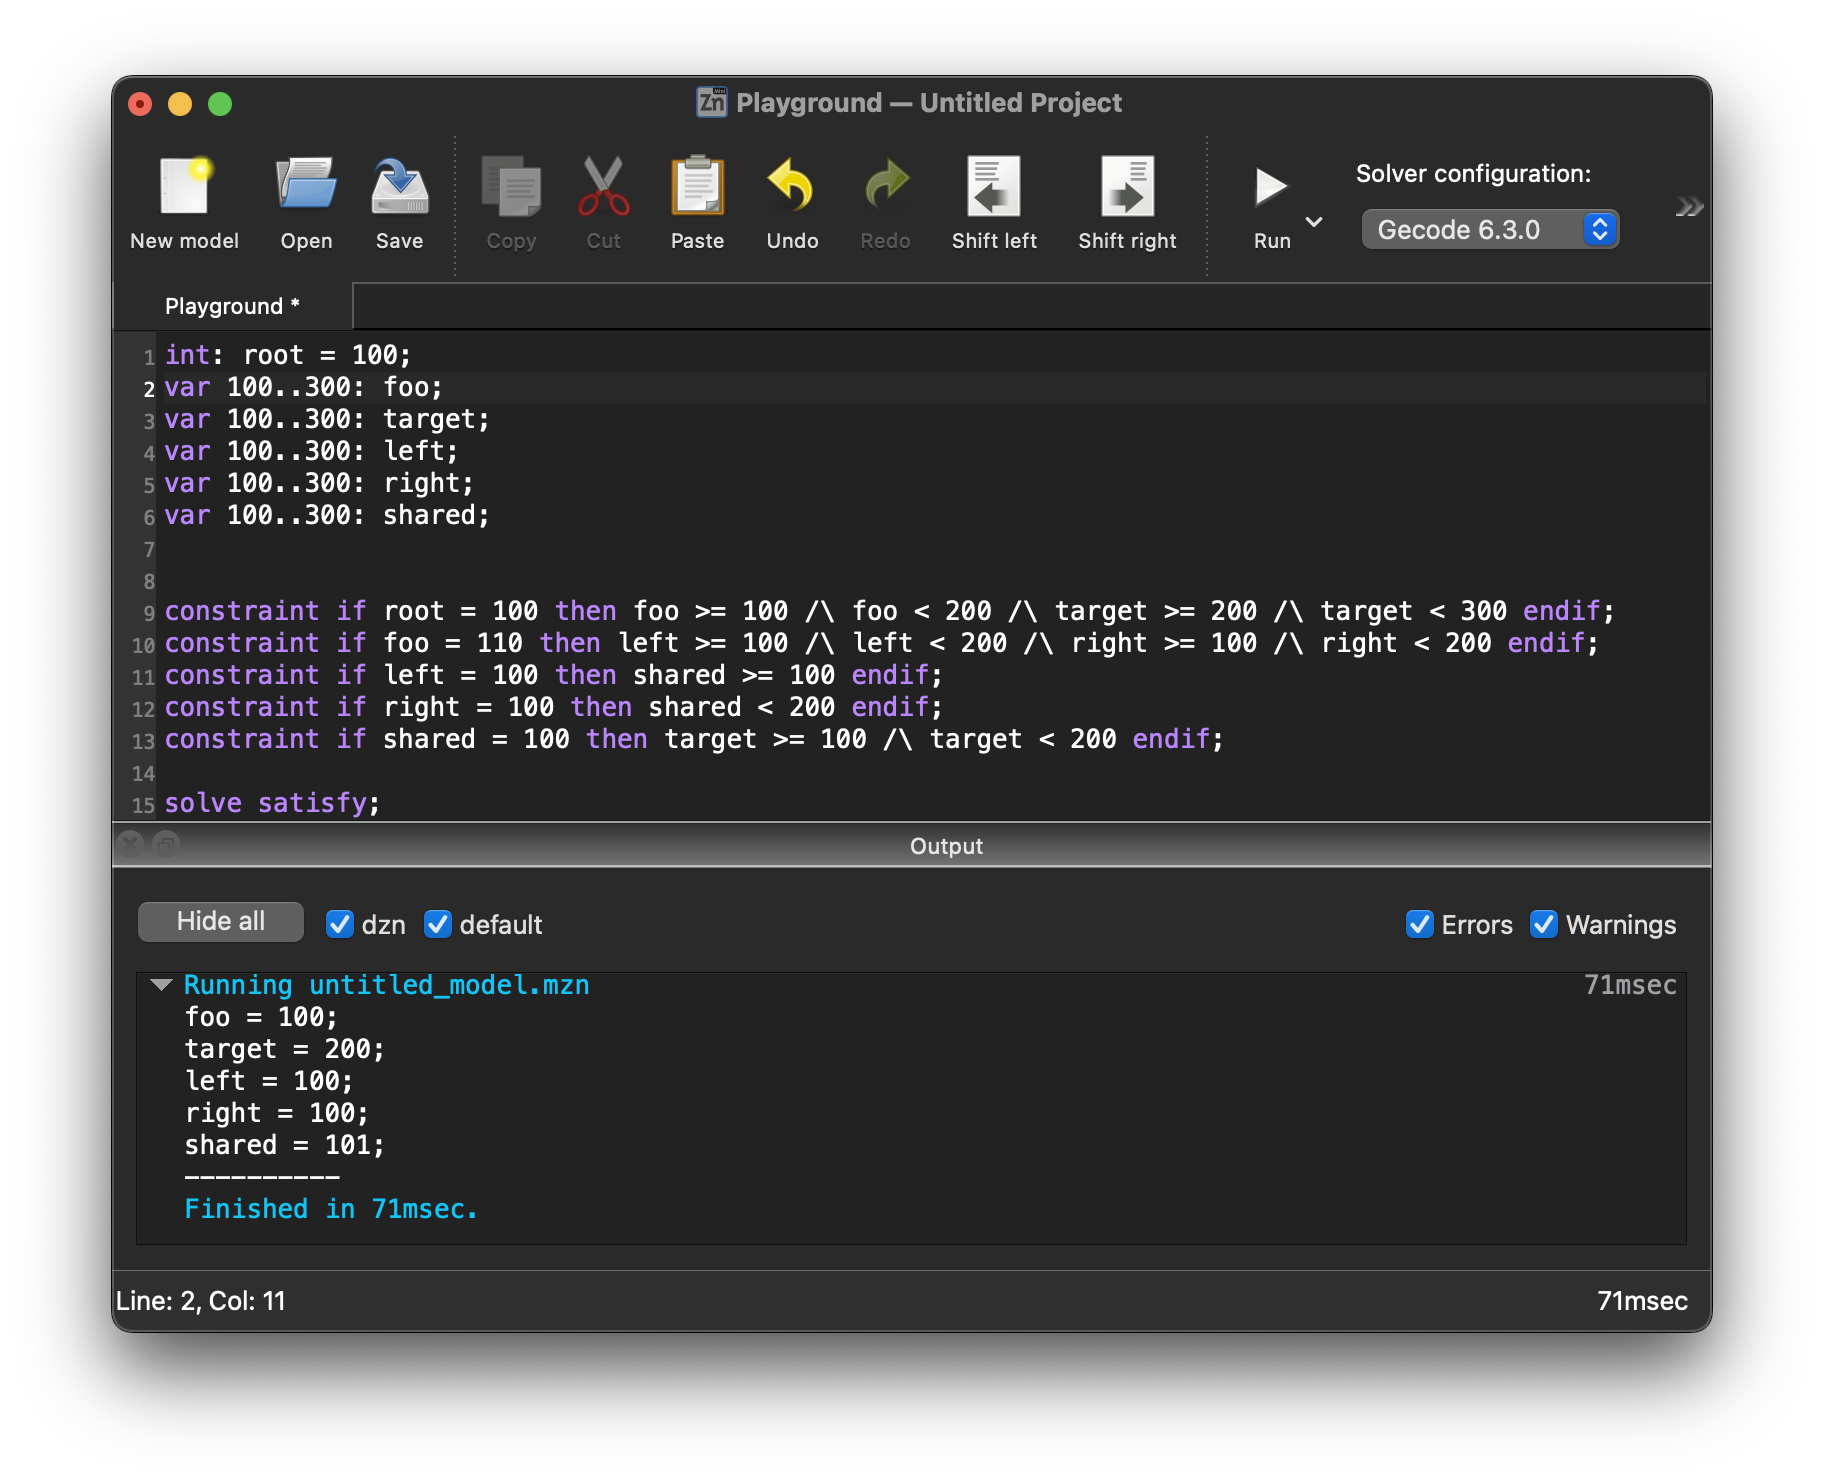 Playground — Untitled Project
New model Open Save Copy Cut Paste Undo Redo Shift left Shift right Run Solver configuration:
Gecode 6.3.0
Playground *
1 int: root = 100;
2 var 100..300: foo;
3 var 100..300: target;
4 var 100..300: left;
5 var 100..300: right;
6 var 100..300: shared;
7
8
9 constraint if root = 100 then foo >= 100 /\ foo < 200 /\ target >= 200 /\ target < 300 endif;
10 constraint if foo = 110 then left >= 100 /\ left < 200 /\ right >= 100 /\ right < 200 endif;
11 constraint if left = 100 then shared >= 100 endif;
12 constraint if right = 100 then shared < 200 endif;
13 constraint if shared = 100 then target >= 100 /\ target < 200 endif;
14
15 solve satisfy;
Output
Hide all dzn default Errors Warnings
Running untitled_model.mzn 71msec
foo = 100;
target = 200;
left = 100;
right = 100;
shared = 101;
----------
Finished in 71msec.
Line: 2, Col: 11 71msec